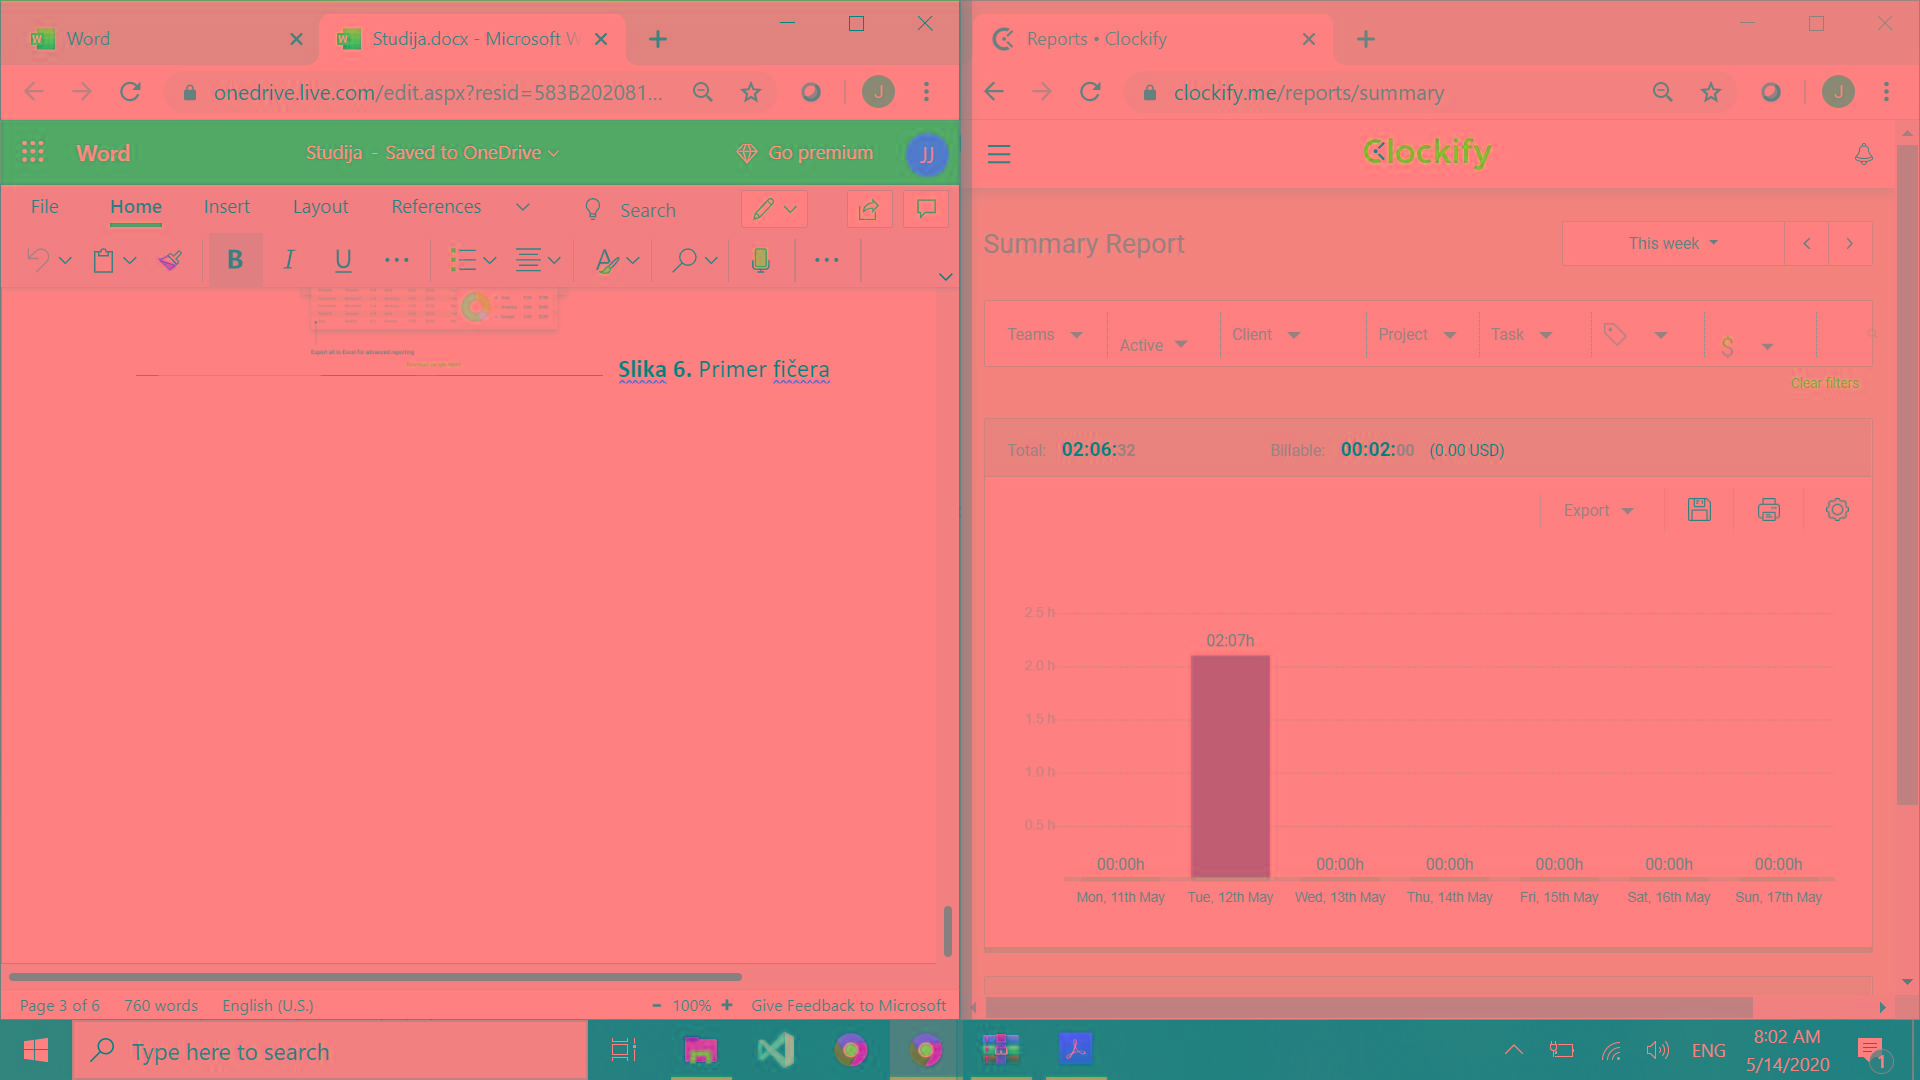 Word
Studija.docx - Microsoft W
onedrive.live.com/edit.aspx?resid=583B202081...
J
Word
Studija - Saved to OneDrive
Go premium
JJ
File Home Insert Layout References Search
B I U
Export all to Excel for advanced reporting
Slika 6. Primer fičera
Page 3 of 6 760 words English (U.S.) 100% Give Feedback to Microsoft
Reports • Clockify
clockify.me/reports/summary
J
Clockify
Summary Report
This week
Teams Active Client Project Task $
Clear filters
Total: 02:06:32 Billable: 00:02:00 (0.00 USD)
Export
2.5 h
02:07h
2.0 h
1.5 h
1.0 h
0.5 h
00:00h 00:00h 00:00h 00:00h 00:00h 00:00h
Mon, 11th May Tue, 12th May Wed, 13th May Thu, 14th May Fri, 15th May Sat, 16th May Sun, 17th May
Type here to search
ENG
8:02 AM
5/14/2020
1